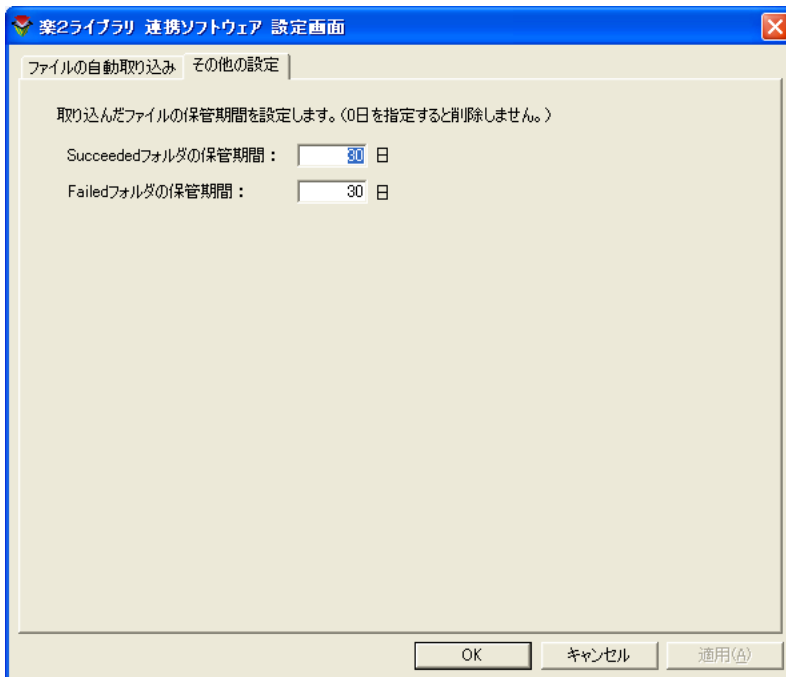 楽2ライブラリ 連携ソフトウェア 設定画面
ファイルの自動取り込み その他の設定
取り込んだファイルの保管期間を設定します。(0日を指定すると削除しません。)
Succeededフォルダの保管期間: 30 日
Failedフォルダの保管期間: 30 日
OK キャンセル 適用(A)